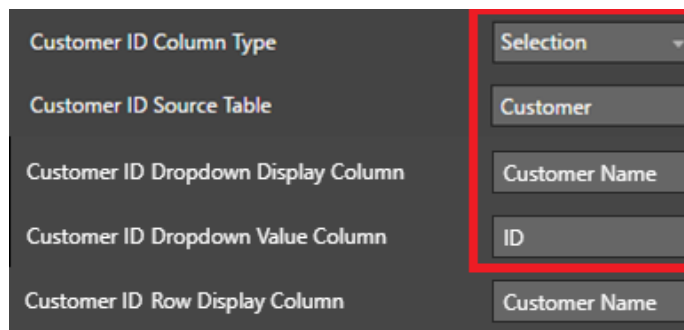 Customer ID Column Type Selection
Customer ID Source Table Customer
Customer ID Dropdown Display Column Customer Name
Customer ID Dropdown Value Column ID
Customer ID Row Display Column Customer Name